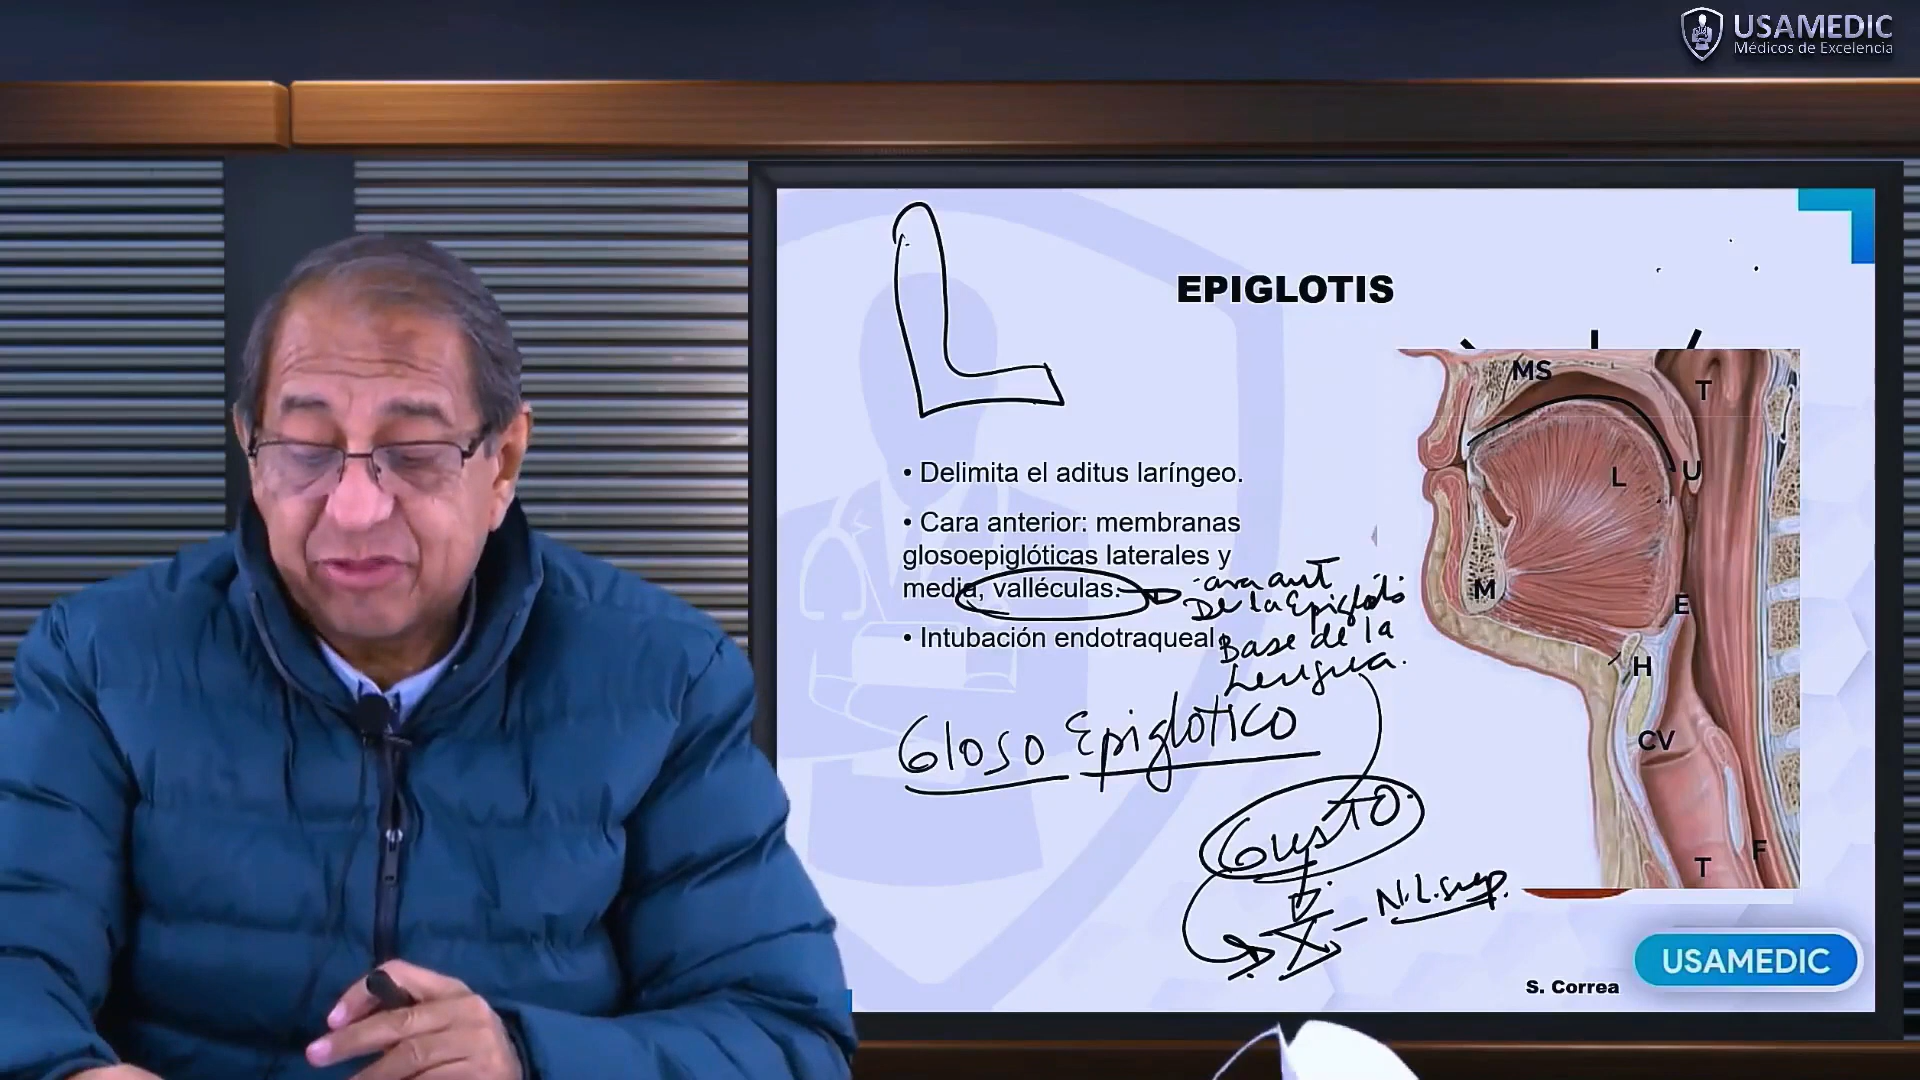 USAMEDIC
Médicos de Excelencia
EPIGLOTIS
• Delimita el aditus laríngeo.
• Cara anterior: membranas
glosoepiglóticas laterales y
media, valléculas.
• Intubación endotraqueal
cara ant
De la Epigloti
Base de la
Lengua.
Gloso Epiglotico
Gusto
X
N.L.sup.
MS
T
L
U
M
E
H
CV
T
F
S. Correa
USAMEDIC